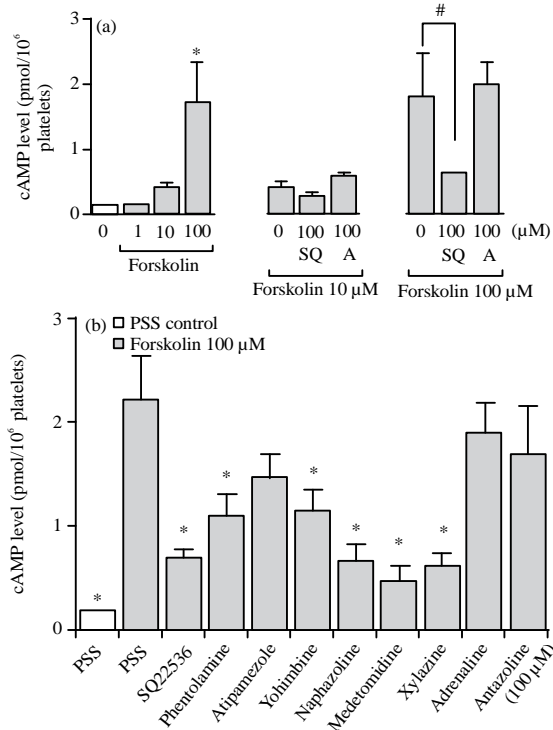 (a)
cAMP level (pmol/10⁶ platelets)
3
2
1
0
*
#
0 1 10 100
Forskolin
0 100 100
SQ A
Forskolin 10 µM
0 100 100 (µM)
SQ A
Forskolin 100 µM
(b)
PSS control
Forskolin 100 µM
cAMP level (pmol/10⁶ platelets)
3
2
1
0
* * * * * * *
PSS
PSS
SQ22536
Phentolamine
Atipamezole
Yohimbine
Naphazoline
Medetomidine
Xylazine
Adrenaline
Antazoline
(100 µM)